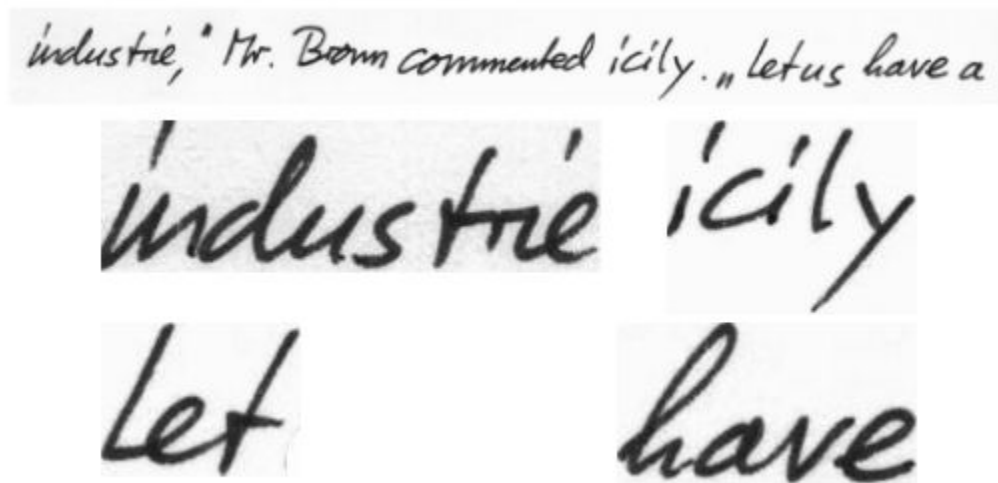 industrie," Mr. Brown commented icily. „Let us have a
industrie icily
Let have